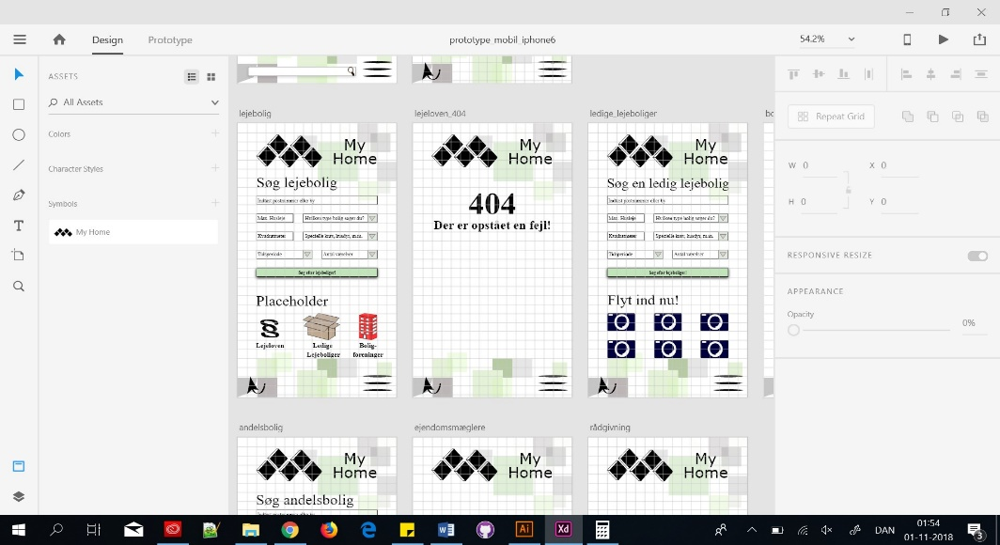 Design
Prototype
prototype_mobil_iphone6
54.2%
ASSETS
All Assets
Colors
Character Styles
Symbols
My Home
lejebolig
My
Home
Søg lejebolig
Indtast postnummer eller by
Max. Husleje
Hvilken type bolig søger du?
Kvadratmeter
Specielle krav, husdyr, m.m.
Tidsperiode
Antal værelser
Søg efter lejeboliger!
Placeholder
Lejeloven
Ledige
Lejeboliger
Bolig-
foreninger
lejeloven_404
My
Home
404
Der er opstået en fejl!
ledige_lejeboliger
My
Home
Søg en ledig lejebolig
Indtast postnummer eller by
Max. Husleje
Hvilken type bolig søger du?
Kvadratmeter
Specielle krav, husdyr, m.m.
Tidsperiode
Antal værelser
Søg efter lejeboliger!
Flyt ind nu!
bo
andelsbolig
My
Home
Søg andelsbolig
ejendomsmæglere
My
Home
rådgivning
My
Home
Repeat Grid
W 0
X 0
H 0
Y 0
RESPONSIVE RESIZE
APPEARANCE
Opacity
0%
Ai
Xd
DAN
01:54
01-11-2018
3